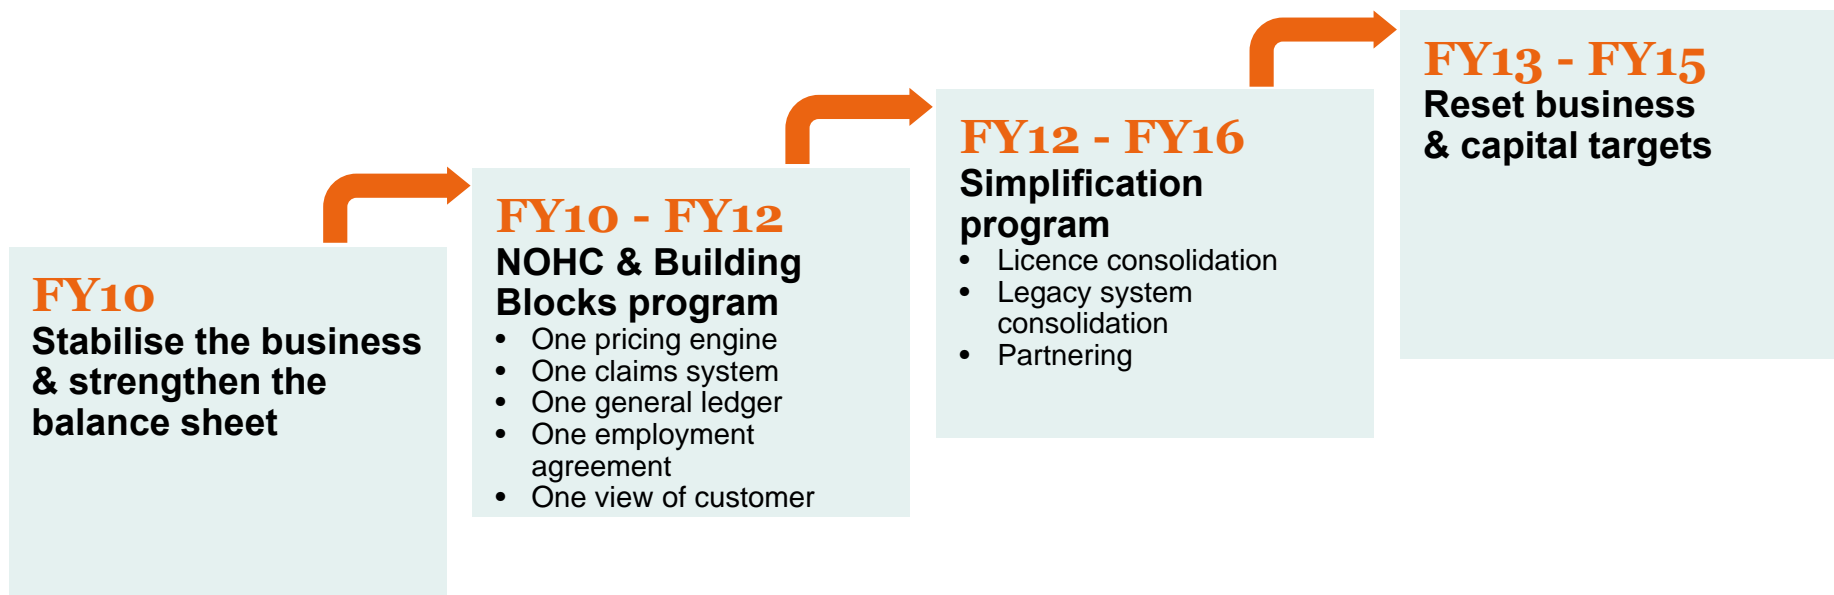 FY10
Stabilise the business
& strengthen the
balance sheet
FY10 - FY12
NOHC & Building
Blocks program
• One pricing engine
• One claims system
• One general ledger
• One employment
agreement
• One view of customer
FY12 - FY16
Simplification
program
• Licence consolidation
• Legacy system
consolidation
• Partnering
FY13 - FY15
Reset business
& capital targets